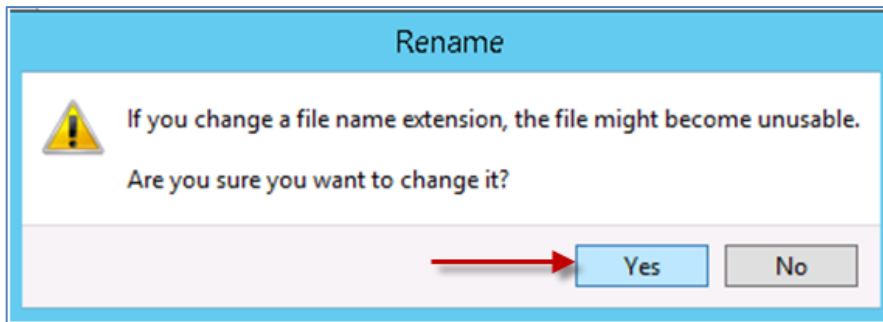 Rename
If you change a file name extension, the file might become unusable.
Are you sure you want to change it?
Yes
No